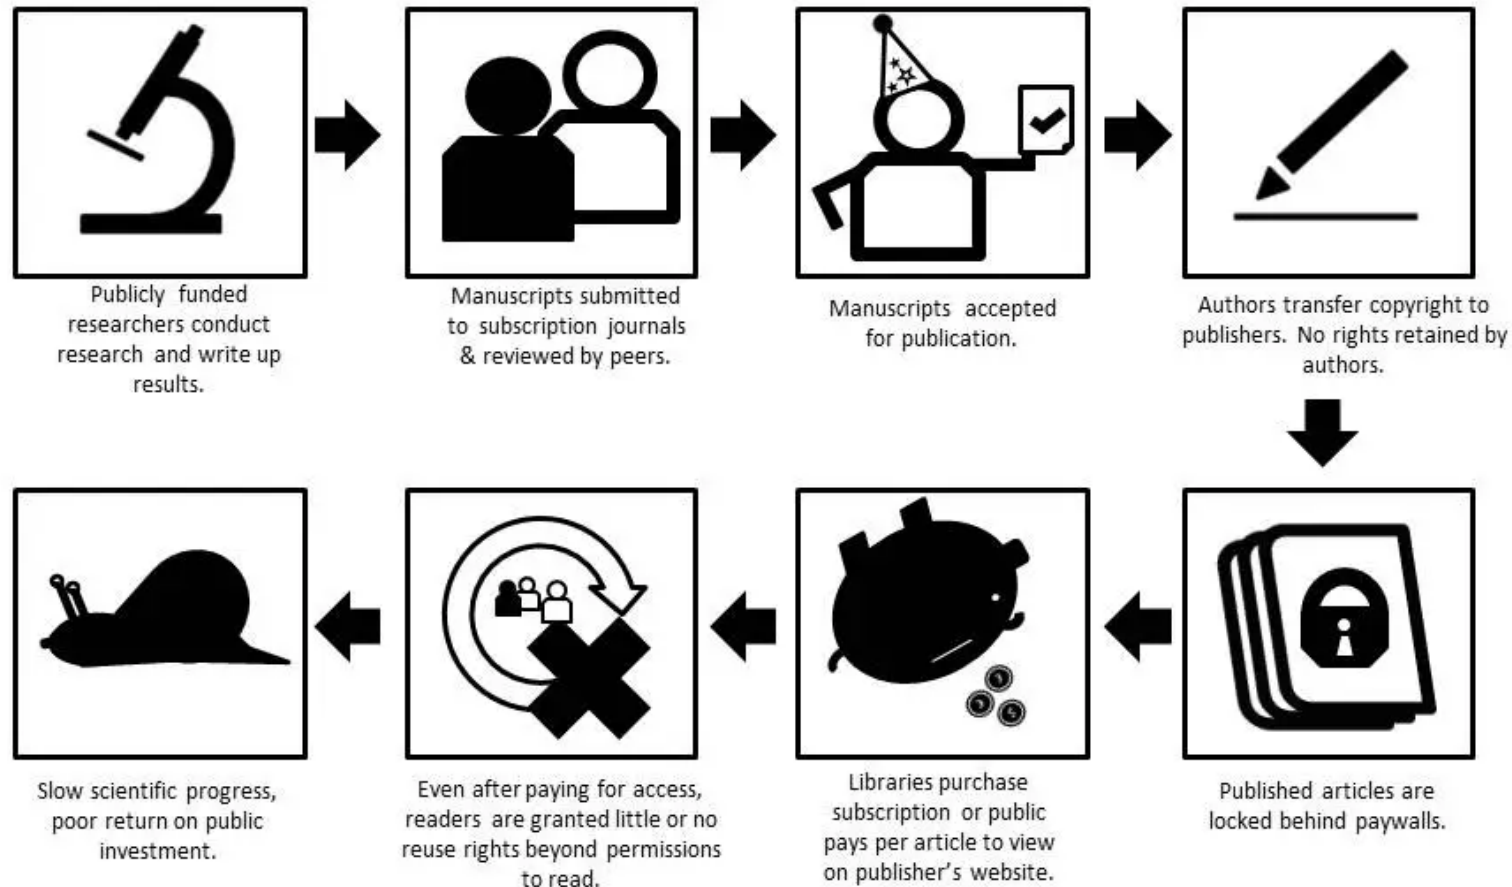 Publicly funded
researchers conduct
research and write up
results.
Manuscripts submitted
to subscription journals
& reviewed by peers.
Manuscripts accepted
for publication.
Authors transfer copyright to
publishers. No rights retained by
authors.
Published articles are
locked behind paywalls.
Libraries purchase
subscription or public
pays per article to view
on publisher's website.
Even after paying for access,
readers are granted little or no
reuse rights beyond permissions
to read.
Slow scientific progress,
poor return on public
investment.